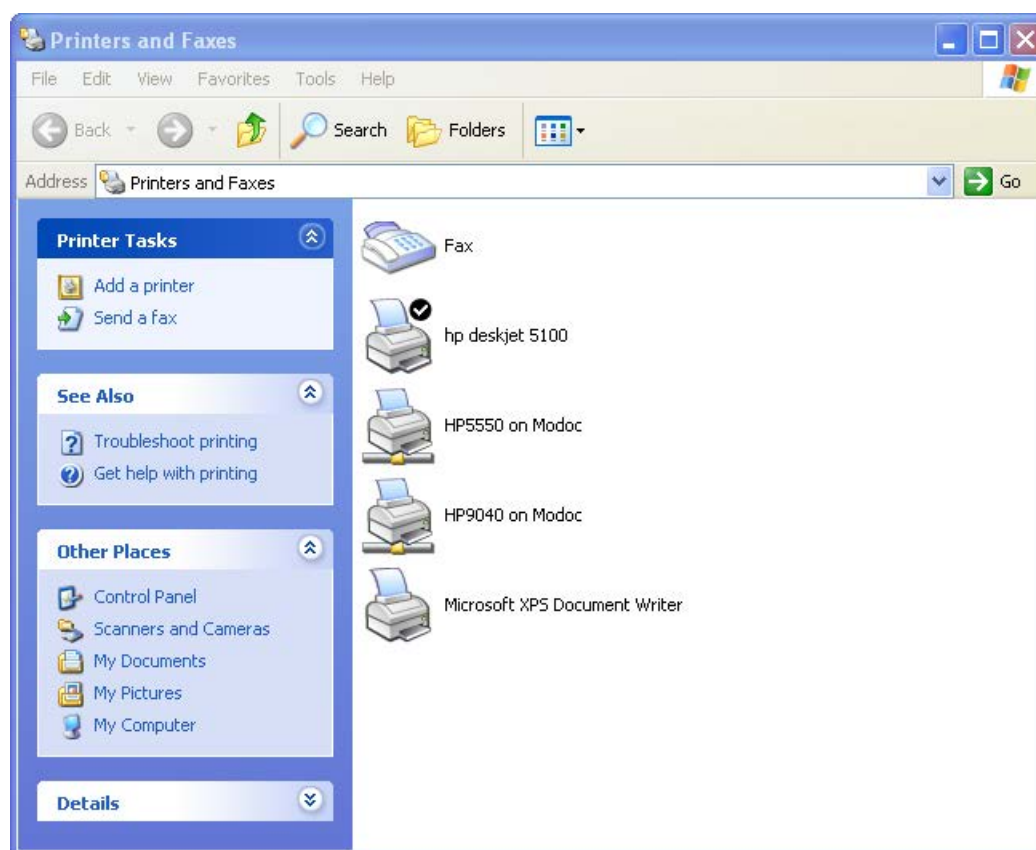 Printers and Faxes
File Edit View Favorites Tools Help
Back Search Folders
Address Printers and Faxes Go
Printer Tasks
Add a printer
Send a fax
See Also
Troubleshoot printing
Get help with printing
Other Places
Control Panel
Scanners and Cameras
My Documents
My Pictures
My Computer
Details
Fax
hp deskjet 5100
HP5550 on Modoc
HP9040 on Modoc
Microsoft XPS Document Writer